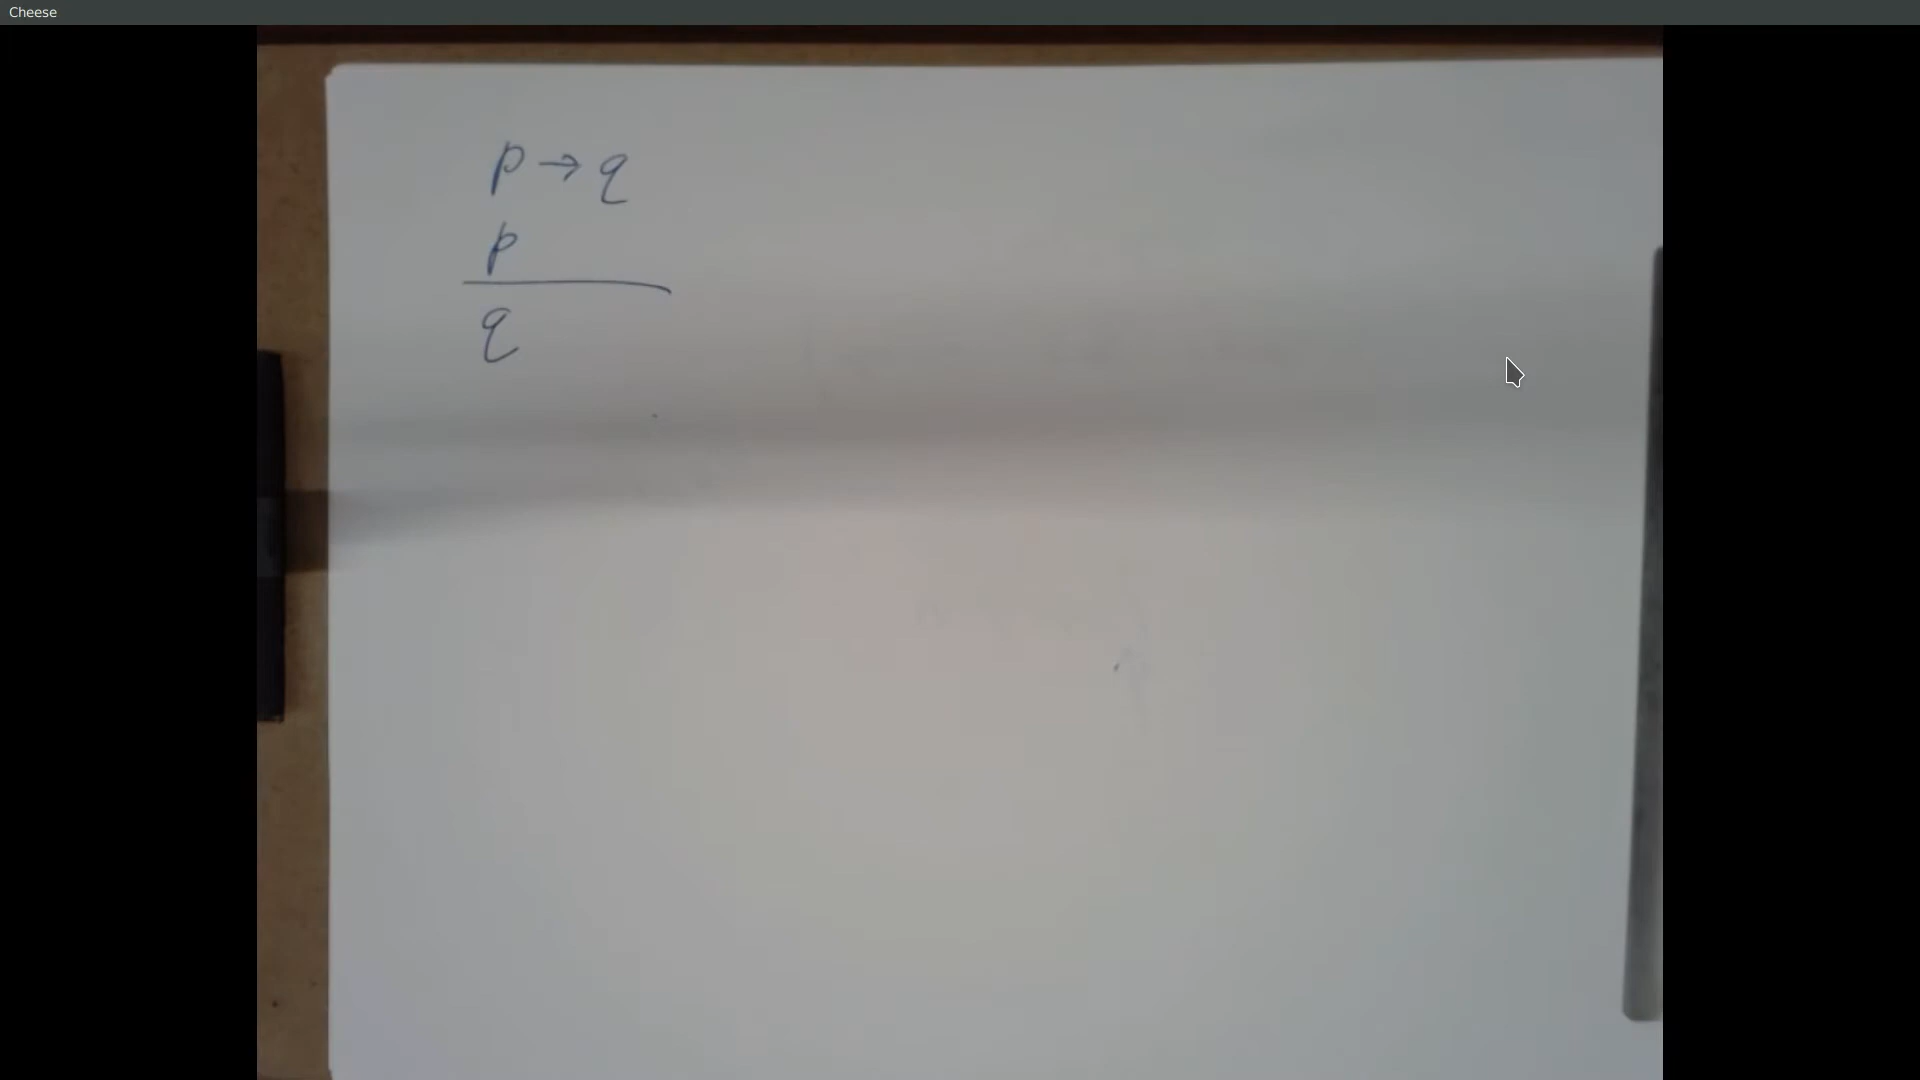 Cheese
p → q
p
q